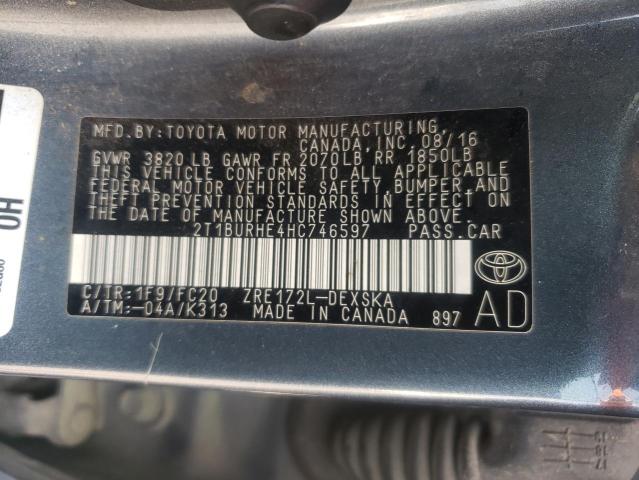 MFD. BY: TOYOTA MOTOR MANUFACTURING,
CANADA, INC. 08/16
GVWR 3820 LB GAWR FR 2070LB RR 1850LB
THIS VEHICLE CONFORMS TO ALL APPLICABLE
FEDERAL MOTOR VEHICLE SAFETY, BUMPER, AND
THEFT PREVENTION STANDARDS IN EFFECT ON
THE DATE OF MANUFACTURE SHOWN ABOVE.
2T1BURHE4HC746597 PASS.CAR
C/TR: 1F9/FC20 ZRE172L-DEXSKA
A/TM:-04A/K313 MADE IN CANADA 897 AD
HO